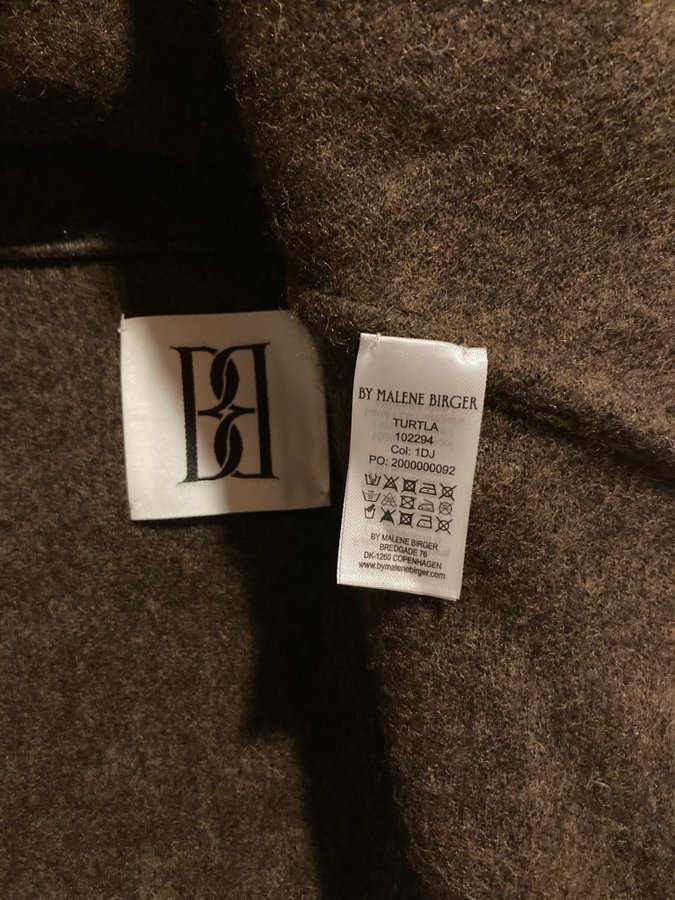 BY MALENE BIRGER
TURTLA
102294
Col: 1DJ
PO: 2000000092
BY MALENE BIRGER
BREDGADE 76
DK-1260 COPENHAGEN
www.bymalenebirger.com